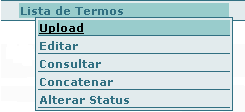 Lista de Termos
Upload
Editar
Consultar
Concatenar
Alterar Status